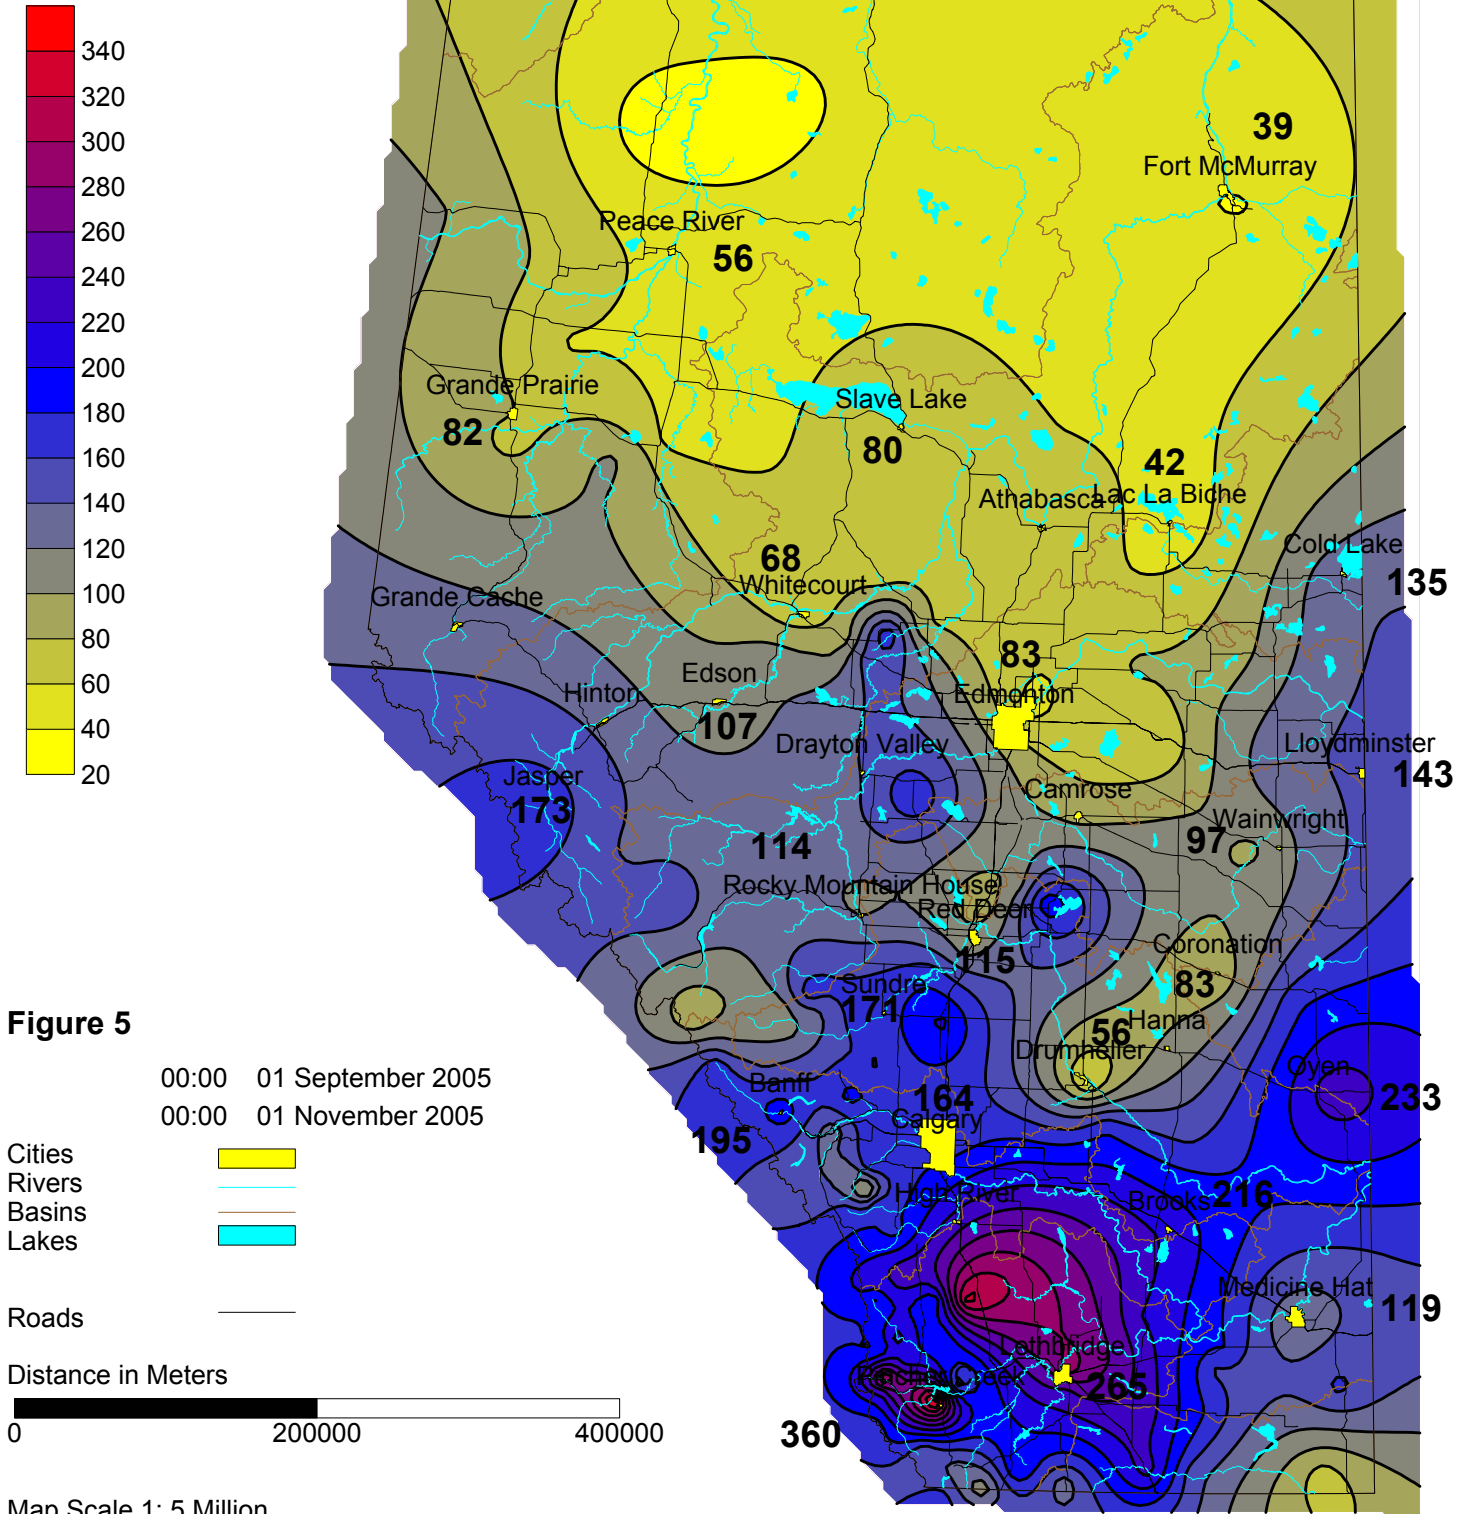 340
320
300
280
260
240
220
200
180
160
140
120
100
80
60
40
20
39
Fort McMurray
Peace River
56
Grande Prairie
82
Slave Lake
80
42
Athabasca
Lac La Biche
Cold Lake
135
68
Whitecourt
Grande Cache
83
Edson
Hinton
Edmonton
107
Drayton Valley
Lloydminster
143
Jasper
173
Camrose
Wainwright
97
114
Rocky Mountain House
Red Deer
115
Coronation
83
Sundre
171
Hanna
56
Drumheller
Oyen
233
Banff
164
Calgary
195
High River
Brooks
216
Medicine Hat
119
Lethbridge
265
Pincher Creek
360
Figure 5
00:00 01 September 2005
00:00 01 November 2005
Cities
Rivers
Basins
Lakes
Roads
Distance in Meters
0 200000 400000
Map Scale 1: 5 Million